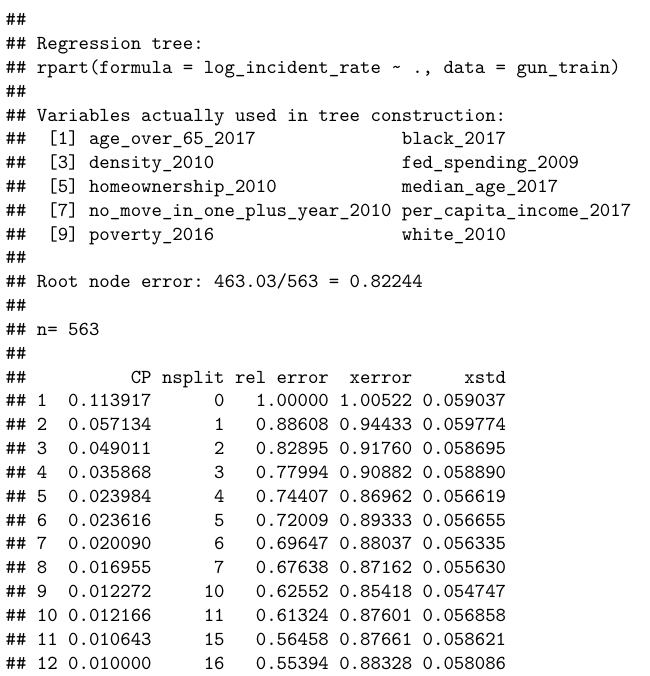 ##
## Regression tree:
## rpart(formula = log_incident_rate ~ ., data = gun_train)
##
## Variables actually used in tree construction:
##  [1] age_over_65_2017             black_2017
##  [3] density_2010                 fed_spending_2009
##  [5] homeownership_2010           median_age_2017
##  [7] no_move_in_one_plus_year_2010 per_capita_income_2017
##  [9] poverty_2016                 white_2010
##
## Root node error: 463.03/563 = 0.82244
##
## n= 563
##
##          CP nsplit rel error  xerror     xstd
## 1  0.113917      0   1.00000 1.00522 0.059037
## 2  0.057134      1   0.88608 0.94433 0.059774
## 3  0.049011      2   0.82895 0.91760 0.058695
## 4  0.035868      3   0.77994 0.90882 0.058890
## 5  0.023984      4   0.74407 0.86962 0.056619
## 6  0.023616      5   0.72009 0.89333 0.056655
## 7  0.020090      6   0.69647 0.88037 0.056335
## 8  0.016955      7   0.67638 0.87162 0.055630
## 9  0.012272     10   0.62552 0.85418 0.054747
## 10 0.012166     11   0.61324 0.87601 0.056858
## 11 0.010643     15   0.56458 0.87661 0.058621
## 12 0.010000     16   0.55394 0.88328 0.058086